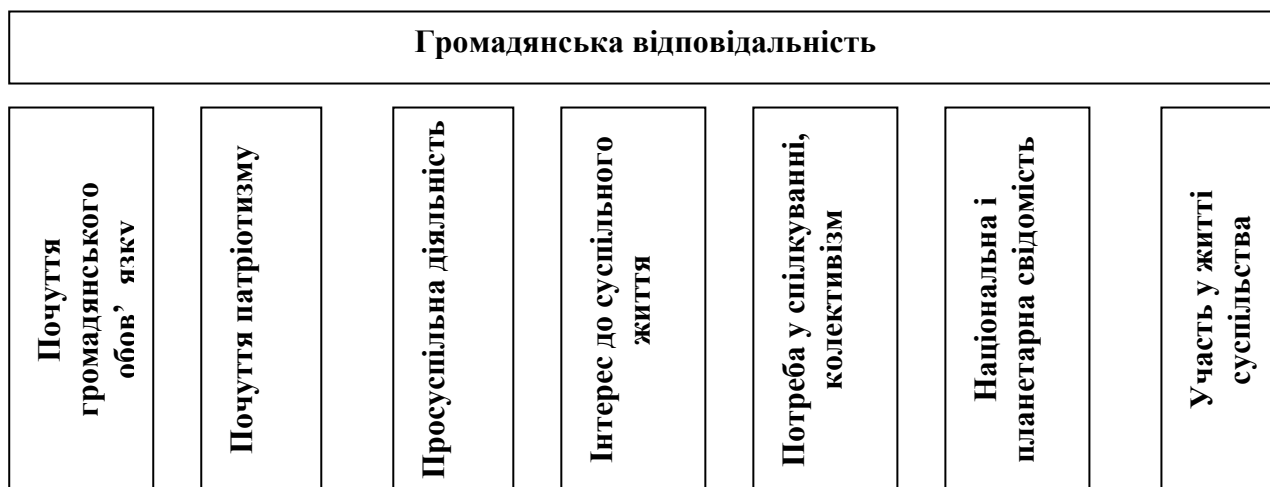 Громадянська відповідальність
Почуття
громадянського
обов’ язку
Почуття патріотизму
Просуспільна діяльність
Інтерес до суспільного
життя
Потреба у спілкуванні,
колективізм
Національна і
планетарна свідомість
Участь у житті
суспільства